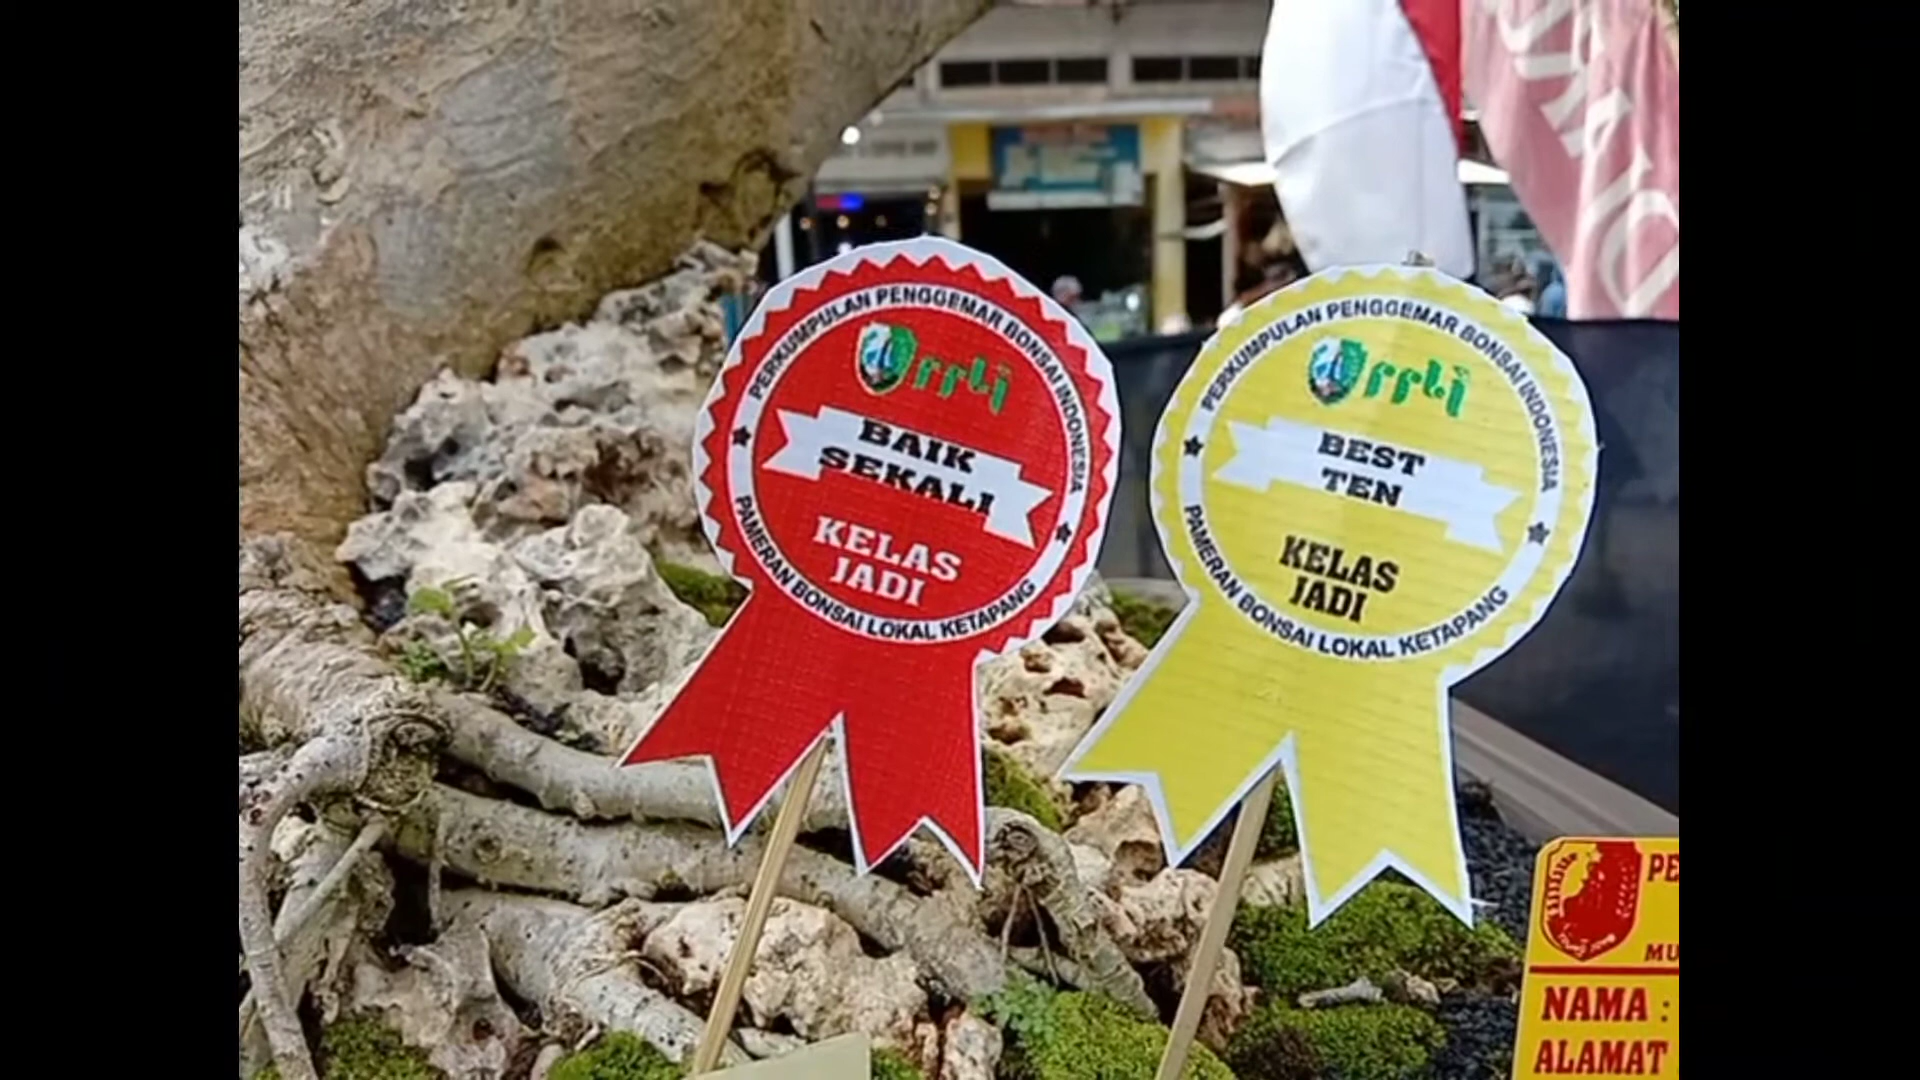 PERKUMPULAN PENGGEMAR BONSAI INDONESIA
BAIK
SEKALI
KELAS
JADI
PAMERAN BONSAI LOKAL KETAPANG
PERKUMPULAN PENGGEMAR BONSAI INDONESIA
BEST
TEN
KELAS
JADI
PAMERAN BONSAI LOKAL KETAPANG
NAMA :
ALAMAT